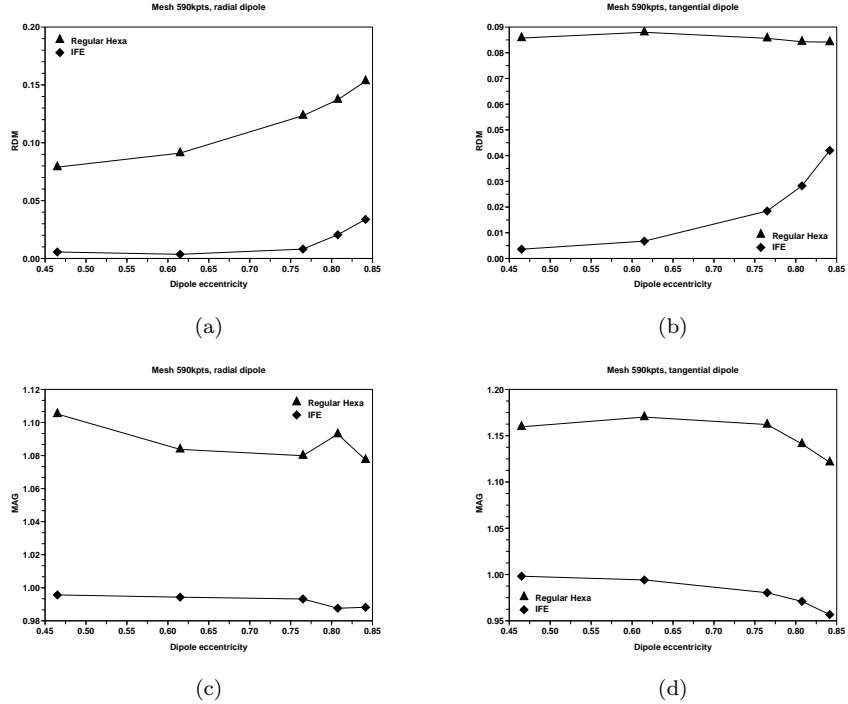 Mesh 590kpts, radial dipole
0.20
0.15
0.10
0.05
0.00
RDM
Regular Hexa
IFE
0.45 0.50 0.55 0.60 0.65 0.70 0.75 0.80 0.85
Dipole eccentricity
(a)
Mesh 590kpts, tangential dipole
0.09
0.08
0.07
0.06
0.05
0.04
0.03
0.02
0.01
0.00
RDM
Regular Hexa
IFE
0.45 0.50 0.55 0.60 0.65 0.70 0.75 0.80 0.85
Dipole eccentricity
(b)
Mesh 590kpts, radial dipole
1.12
1.10
1.08
1.06
1.04
1.02
1.00
0.98
MAG
Regular Hexa
IFE
0.45 0.50 0.55 0.60 0.65 0.70 0.75 0.80 0.85
Dipole eccentricity
(c)
Mesh 590kpts, tangential dipole
1.20
1.15
1.10
1.05
1.00
0.95
MAG
Regular Hexa
IFE
0.45 0.50 0.55 0.60 0.65 0.70 0.75 0.80 0.85
Dipole eccentricity
(d)